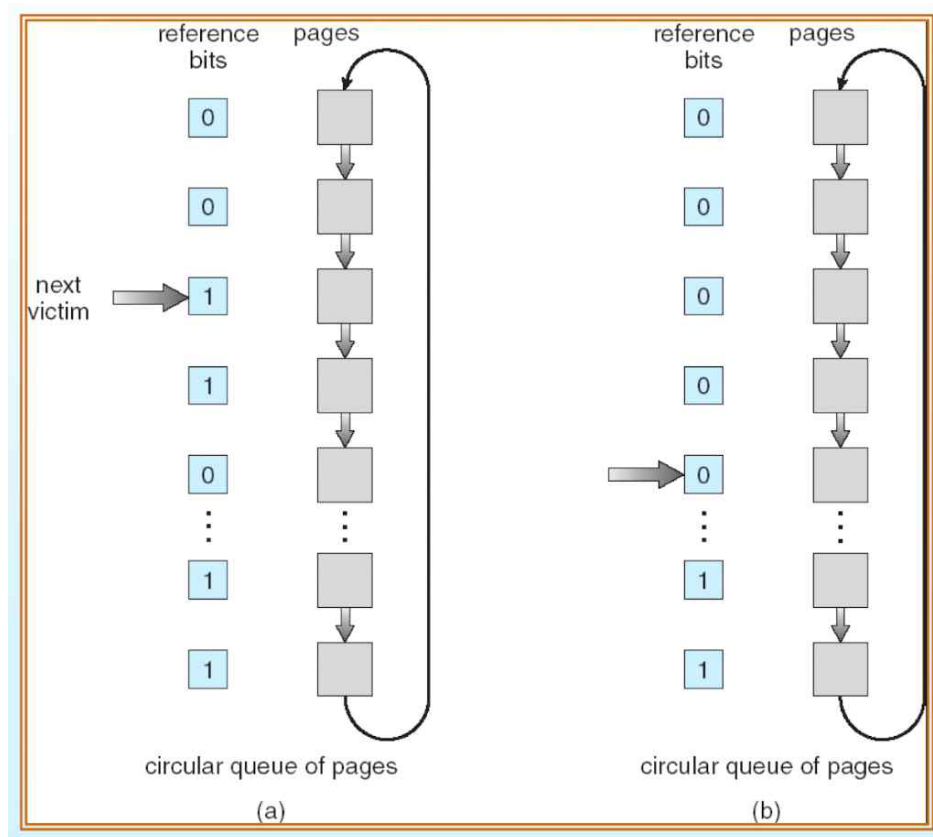 reference pages
bits
0
0
next
victim
1
1
0
1
1
circular queue of pages
(a)
reference pages
bits
0
0
0
0
0
1
1
circular queue of pages
(b)